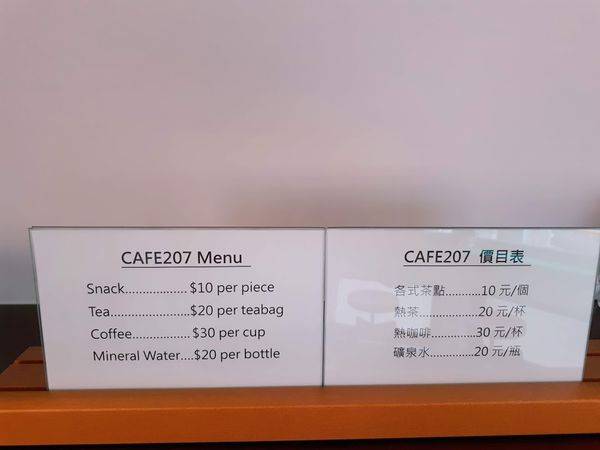 CAFE207 Menu
Snack.................. $10 per piece
Tea....................$20 per teabag
Coffee.................$30 per cup
Mineral Water....$20 per bottle
CAFE207 價目表
各式茶點...........10 元/個
熱茶.................20 元/杯
熱咖啡..............30 元/杯
礦泉水..............20 元/瓶